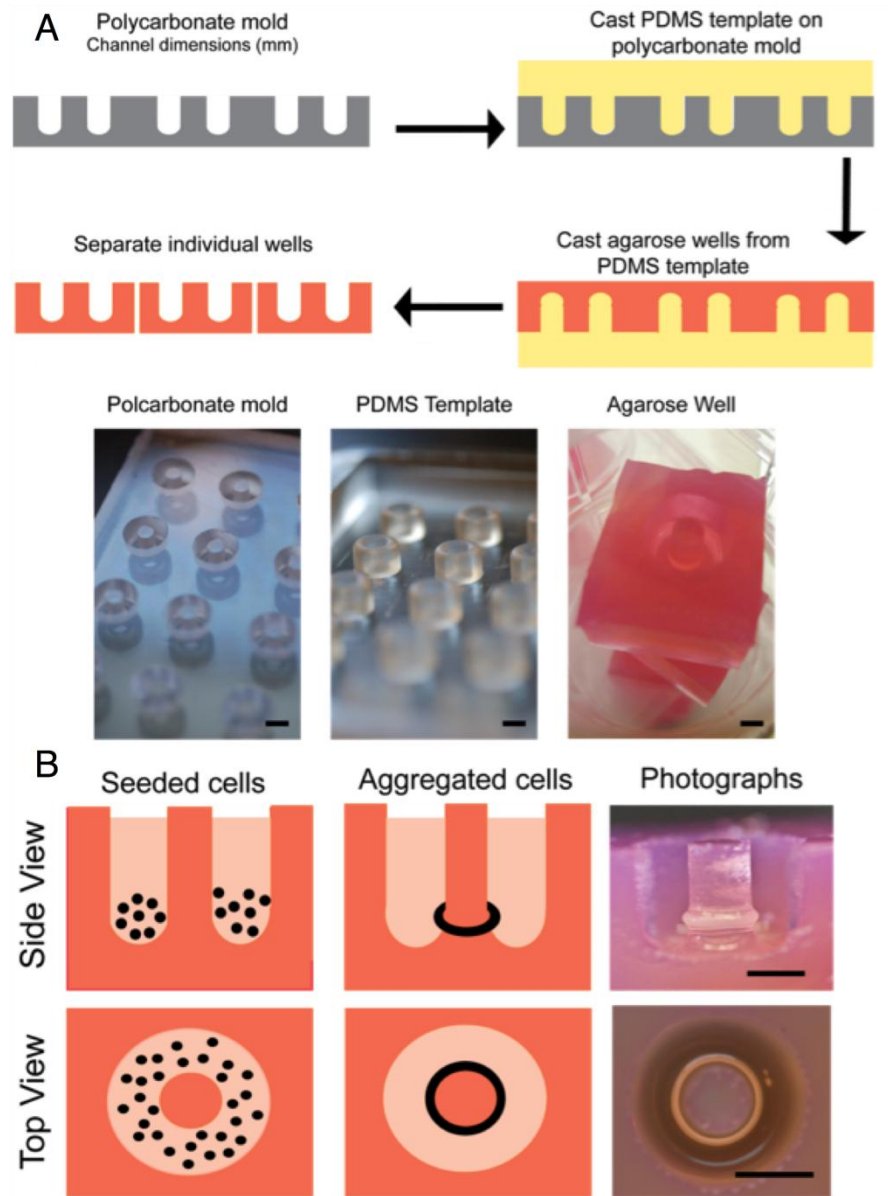 A
Polycarbonate mold
Channel dimensions (mm)
Cast PDMS template on
polycarbonate mold
Separate individual wells
Cast agarose wells from
PDMS template
Polcarbonate mold
PDMS Template
Agarose Well
B
Seeded cells
Aggregated cells
Photographs
Side View
Top View